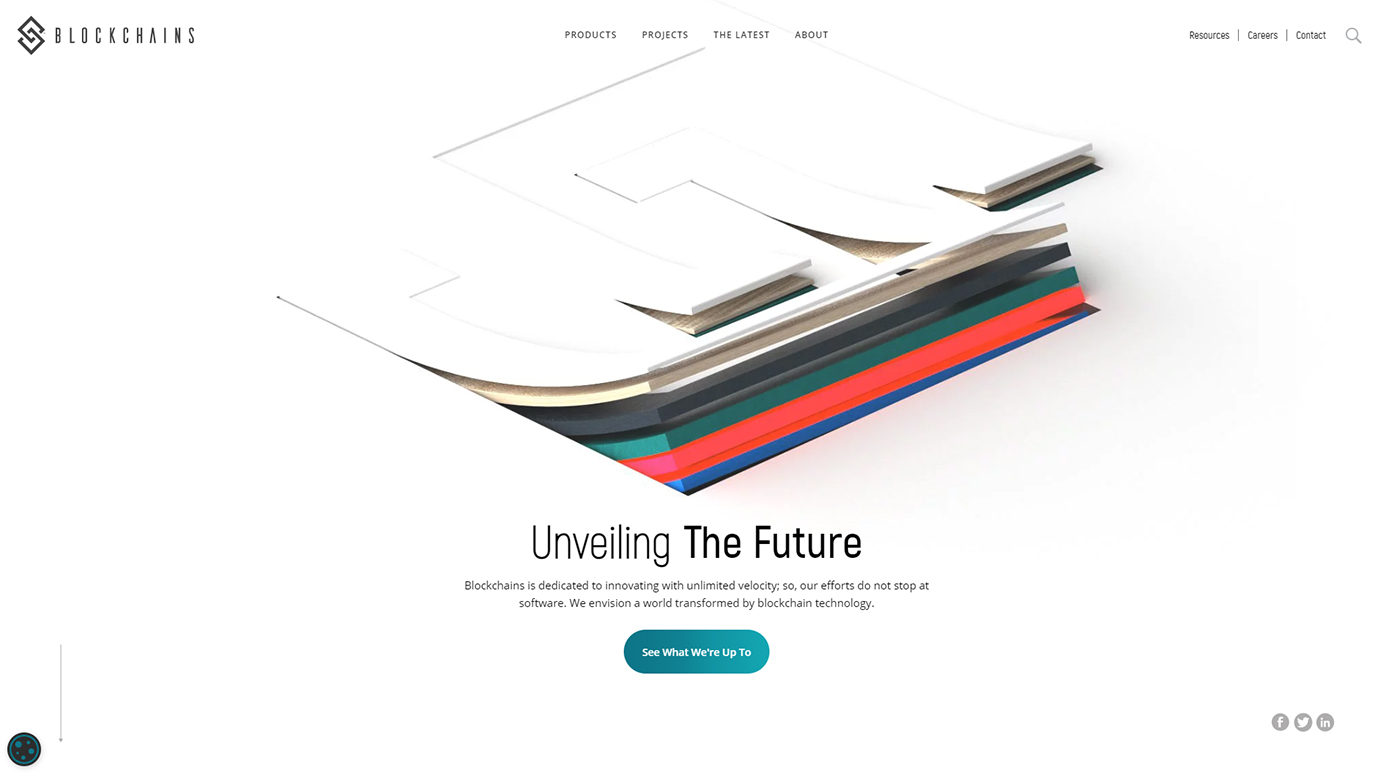 BLOCKCHAINS
PRODUCTS PROJECTS THE LATEST ABOUT
Resources | Careers | Contact
Unveiling The Future
Blockchains is dedicated to innovating with unlimited velocity; so, our efforts do not stop at
software. We envision a world transformed by blockchain technology.
See What We're Up To